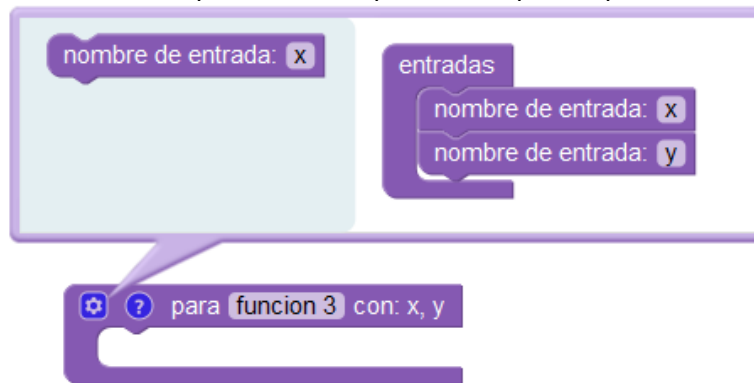 nombre de entrada: x
entradas
nombre de entrada: x
nombre de entrada: y
? para funcion 3 con: x, y